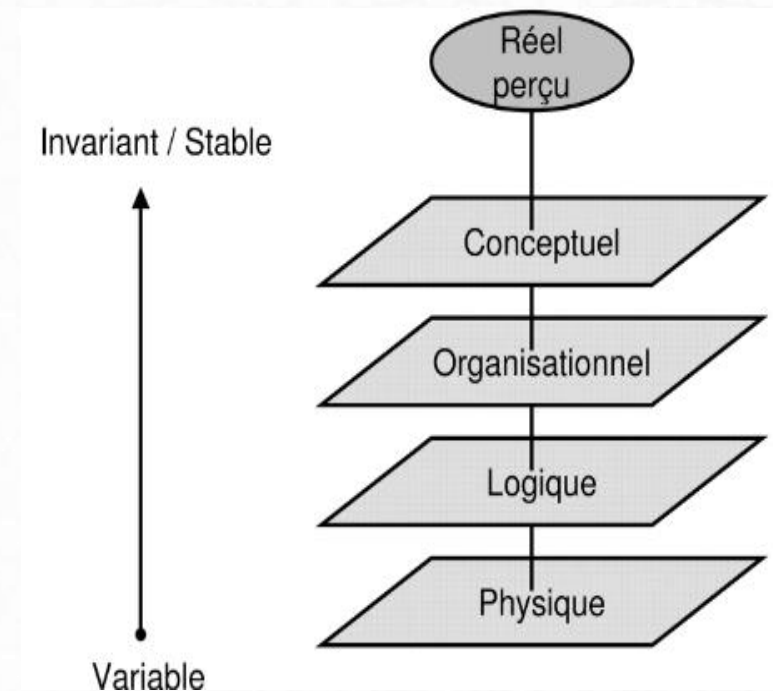 Réel
perçu
Invariant / Stable
Conceptuel
Organisationnel
Logique
Physique
Variable